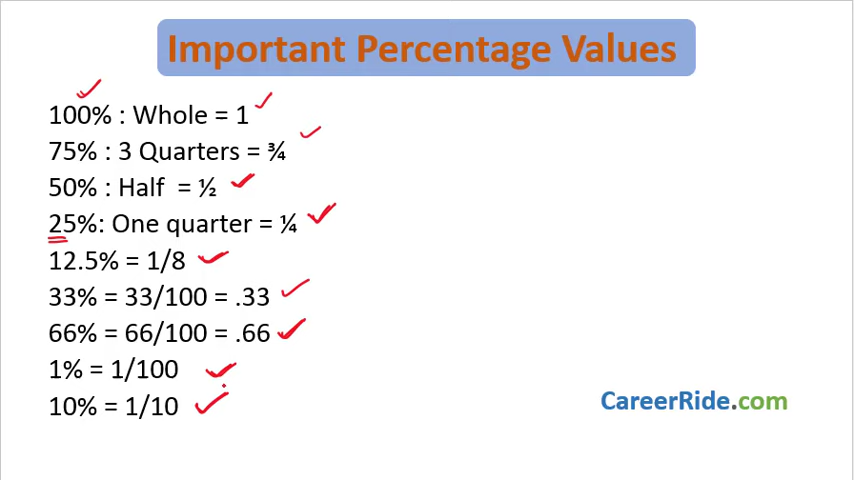 Important Percentage Values
100% : Whole = 1
75% : 3 Quarters = ¾
50% : Half = ½
25%: One quarter = ¼
12.5% = 1/8
33% = 33/100 = .33
66% = 66/100 = .66
1% = 1/100
10% = 1/10
CareerRide.com